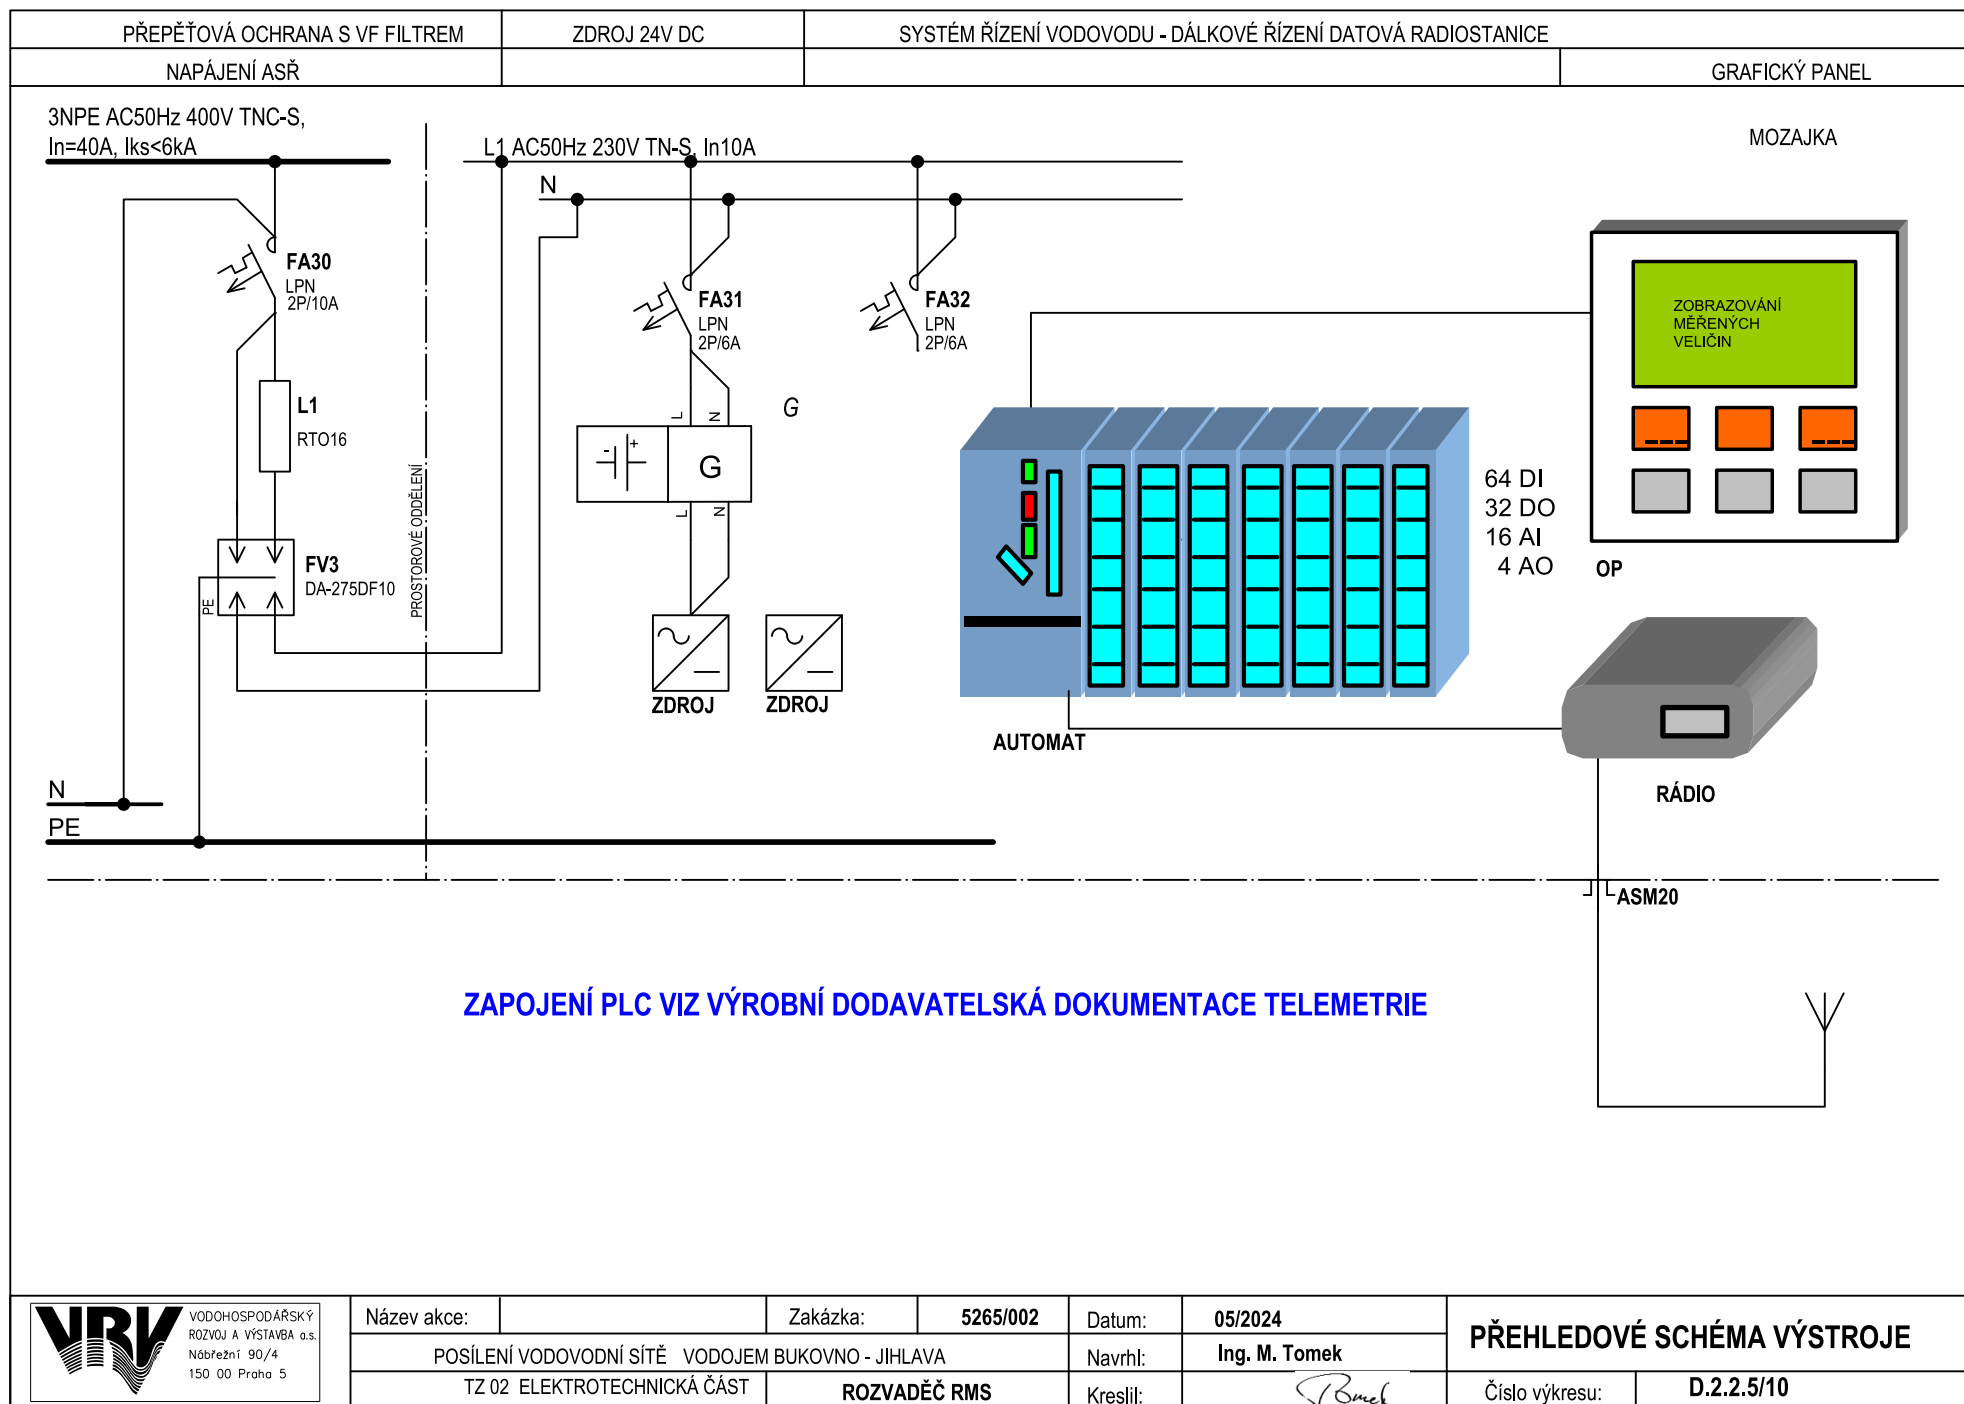 PŘEPĚŤOVÁ OCHRANA S VF FILTREM
ZDROJ 24V DC
SYSTÉM ŘÍZENÍ VODOVODU - DÁLKOVÉ ŘÍZENÍ DATOVÁ RADIOSTANICE
NAPÁJENÍ ASŘ
GRAFICKÝ PANEL
3NPE AC50Hz 400V TNC-S,
In=40A, Iks<6kA
L1 AC50Hz 230V TN-S, In10A
N
MOZAJKA
FA30
LPN
2P/10A
FA31
LPN
2P/6A
FA32
LPN
2P/6A
ZOBRAZOVÁNÍ
MĚŘENÝCH
VELIČIN
L1
RTO16
L
N
G
- +
G
L
N
PROSTOROVÉ ODDĚLENÍ
64 DI
32 DO
16 AI
4 AO
OP
FV3
DA-275DF10
PE
ZDROJ
ZDROJ
AUTOMAT
RÁDIO
N
PE
ASM20
ZAPOJENÍ PLC VIZ VÝROBNÍ DODAVATELSKÁ DOKUMENTACE TELEMETRIE
VRV
VODOHOSPODÁŘSKÝ
ROZVOJ A VÝSTAVBA a.s.
Nábřežní 90/4
150 00 Praha 5
Název akce:
Zakázka:
5265/002
Datum:
05/2024
PŘEHLEDOVÉ SCHÉMA VÝSTROJE
POSÍLENÍ VODOVODNÍ SÍTĚ VODOJEM BUKOVNO - JIHLAVA
Navrhl:
Ing. M. Tomek
TZ 02 ELEKTROTECHNICKÁ ČÁST
ROZVADĚČ RMS
Kreslil:
Číslo výkresu:
D.2.2.5/10